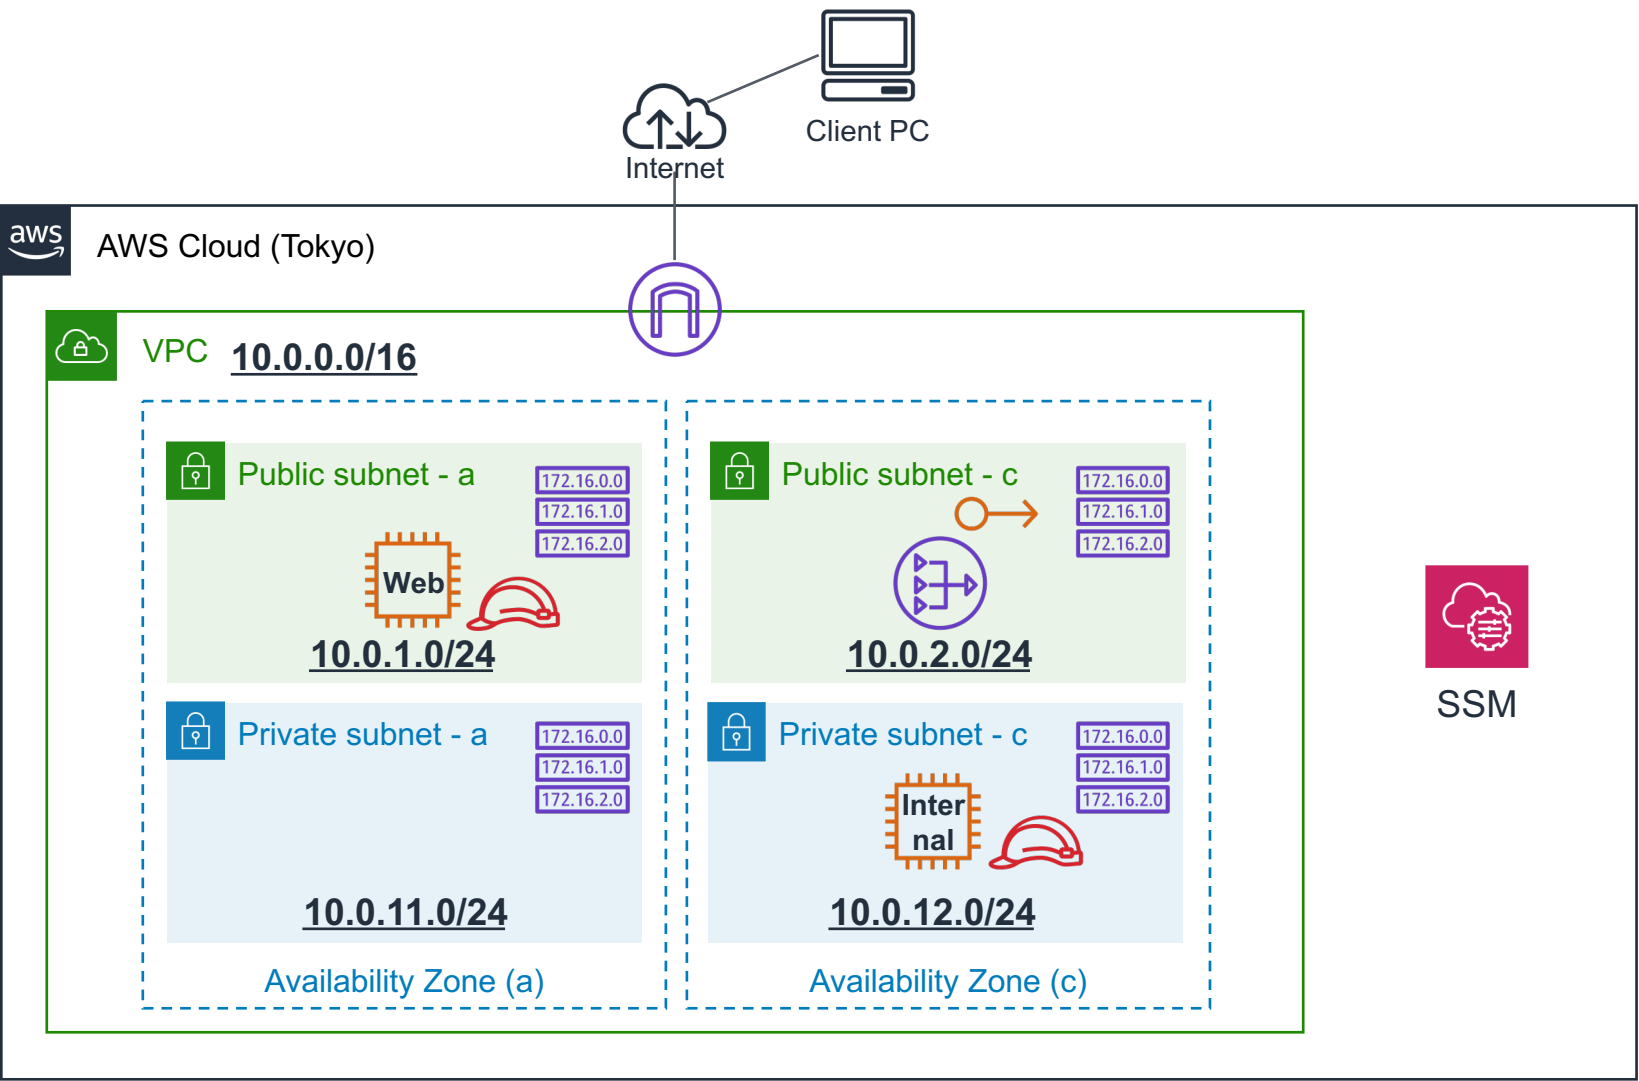 Client PC
Internet
aws
AWS Cloud (Tokyo)
VPC 10.0.0.0/16
Public subnet - a
172.16.0.0
172.16.1.0
172.16.2.0
Web
10.0.1.0/24
Public subnet - c
172.16.0.0
172.16.1.0
172.16.2.0
10.0.2.0/24
Private subnet - a
172.16.0.0
172.16.1.0
172.16.2.0
10.0.11.0/24
Private subnet - c
172.16.0.0
172.16.1.0
172.16.2.0
Inter
nal
10.0.12.0/24
Availability Zone (a)
Availability Zone (c)
SSM